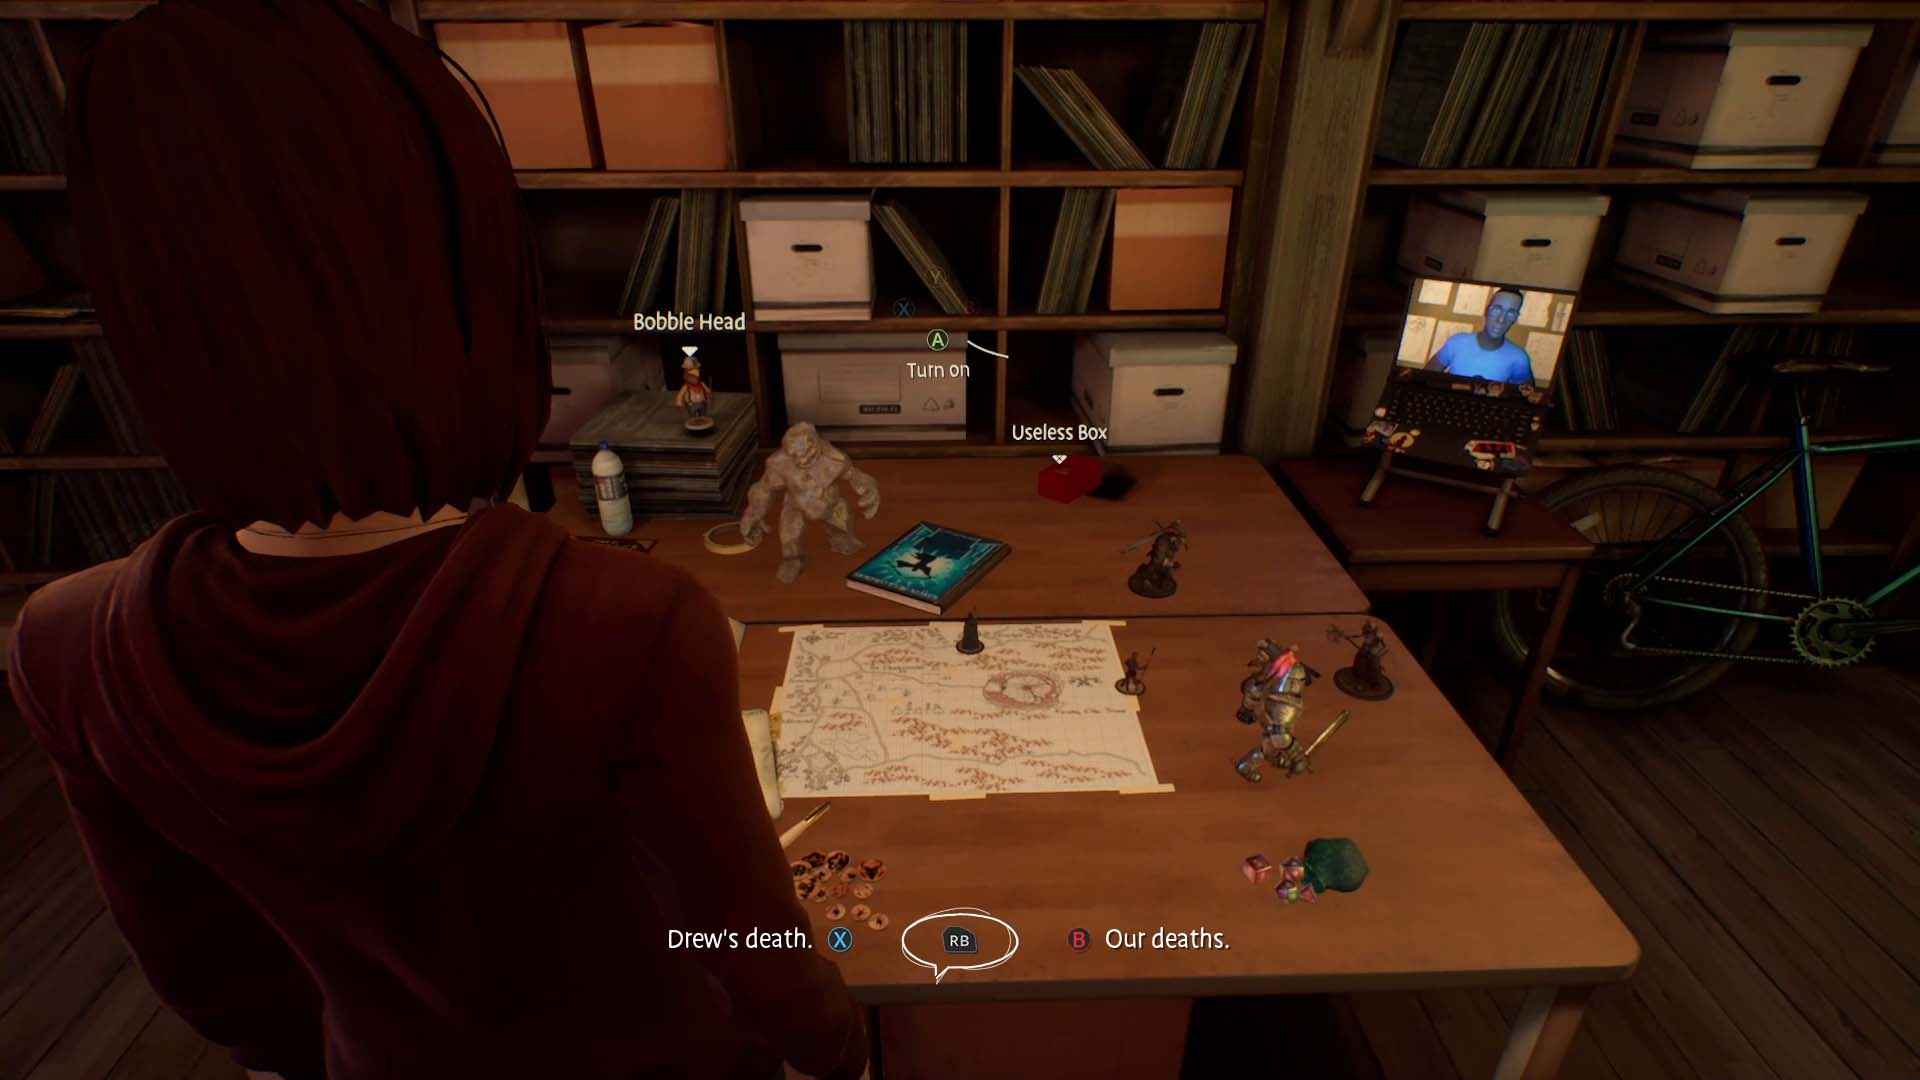 Bobble Head
Y
X
B
A
Turn on
Useless Box
Drew's death.
X
RB
B
Our deaths.